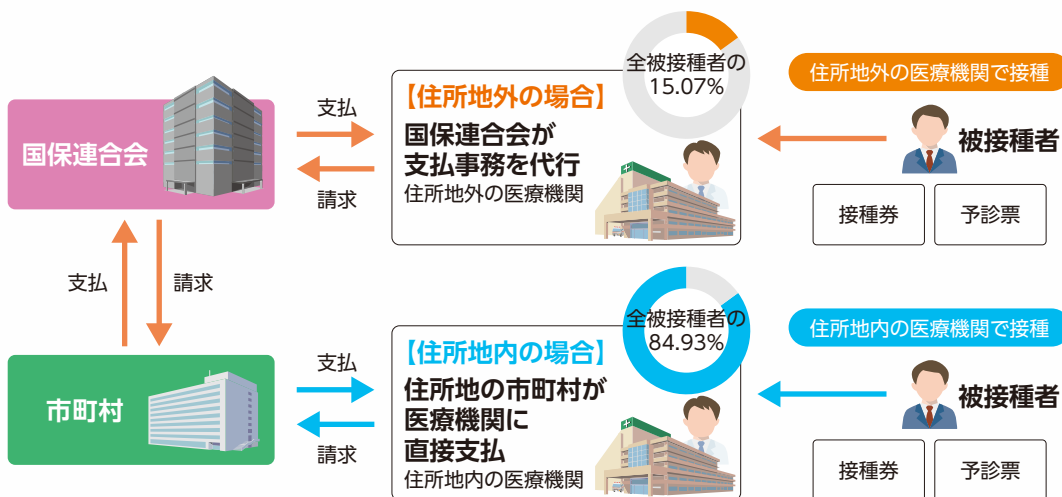 全被接種者の
15.07%
住所地外の医療機関で接種
国保連合会
支払
請求
【住所地外の場合】
国保連合会が
支払事務を代行
住所地外の医療機関
被接種者
接種券
予診票
支払
請求
全被接種者の
84.93%
住所地内の医療機関で接種
市町村
支払
請求
【住所地内の場合】
住所地の市町村が
医療機関に
直接支払
住所地内の医療機関
被接種者
接種券
予診票